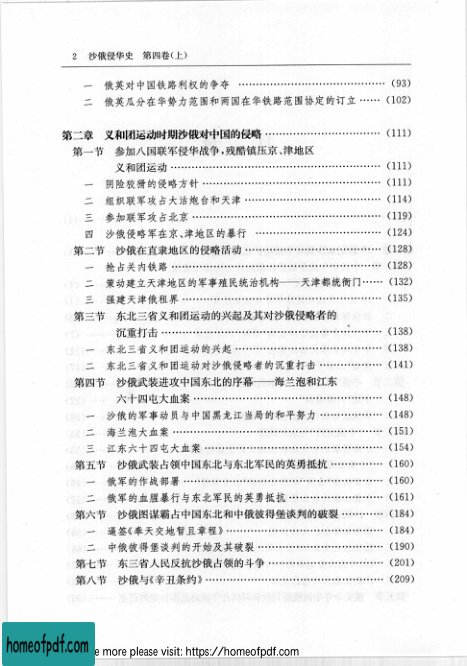 2 沙俄侵华史 第四卷(上)
一 俄英对中国铁路利权的争夺 …… (93)
二 俄英瓜分在华势力范围和两国在华铁路范围协定的订立 …… (102)
第二章 义和团运动时期沙俄对中国的侵略 …… (111)
第一节 参加八国联军侵华战争,残酷镇压京、津地区
义和团运动 …… (111)
一 阴险狡猾的侵略方针 …… (111)
二 组织联军攻占大沽炮台和天津 …… (114)
三 参加联军攻占北京 …… (119)
四 沙俄侵略军在京、津地区的暴行 …… (124)
第二节 沙俄在直隶地区的侵略活动 …… (128)
一 抢占关内铁路 …… (128)
二 策动建立天津地区的军事殖民统治机构——天津都统衙门 …… (132)
三 强建天津俄租界 …… (135)
第三节 东北三省义和团运动的兴起及其对沙俄侵略者的
沉重打击 …… (138)
一 东北三省义和团运动的兴起 …… (138)
二 东北三省义和团运动对沙俄侵略者的沉重打击 …… (141)
第四节 沙俄武装进攻中国东北的序幕——海兰泡和江东
六十四屯大血案 …… (148)
一 沙俄的军事动员与中国黑龙江当局的和平努力 …… (148)
二 海兰泡大血案 …… (151)
三 江东六十四屯大血案 …… (154)
第五节 沙俄武装占领中国东北与东北军民的英勇抵抗 …… (160)
一 俄军的作战部署 …… (160)
二 俄军的血腥暴行与东北军民的英勇抵抗 …… (161)
第六节 沙俄图谋霸占中国东北和中俄彼得堡谈判的破裂 …… (184)
一 逼签《奉天交地暂且章程》 …… (184)
二 中俄彼得堡谈判的开始及其破裂 …… (190)
第七节 东三省人民反抗沙俄占领的斗争 …… (201)
第八节 沙俄与《辛丑条约》 …… (209)
homeofpdf.com
e more please visit: https://homeofpdf.com